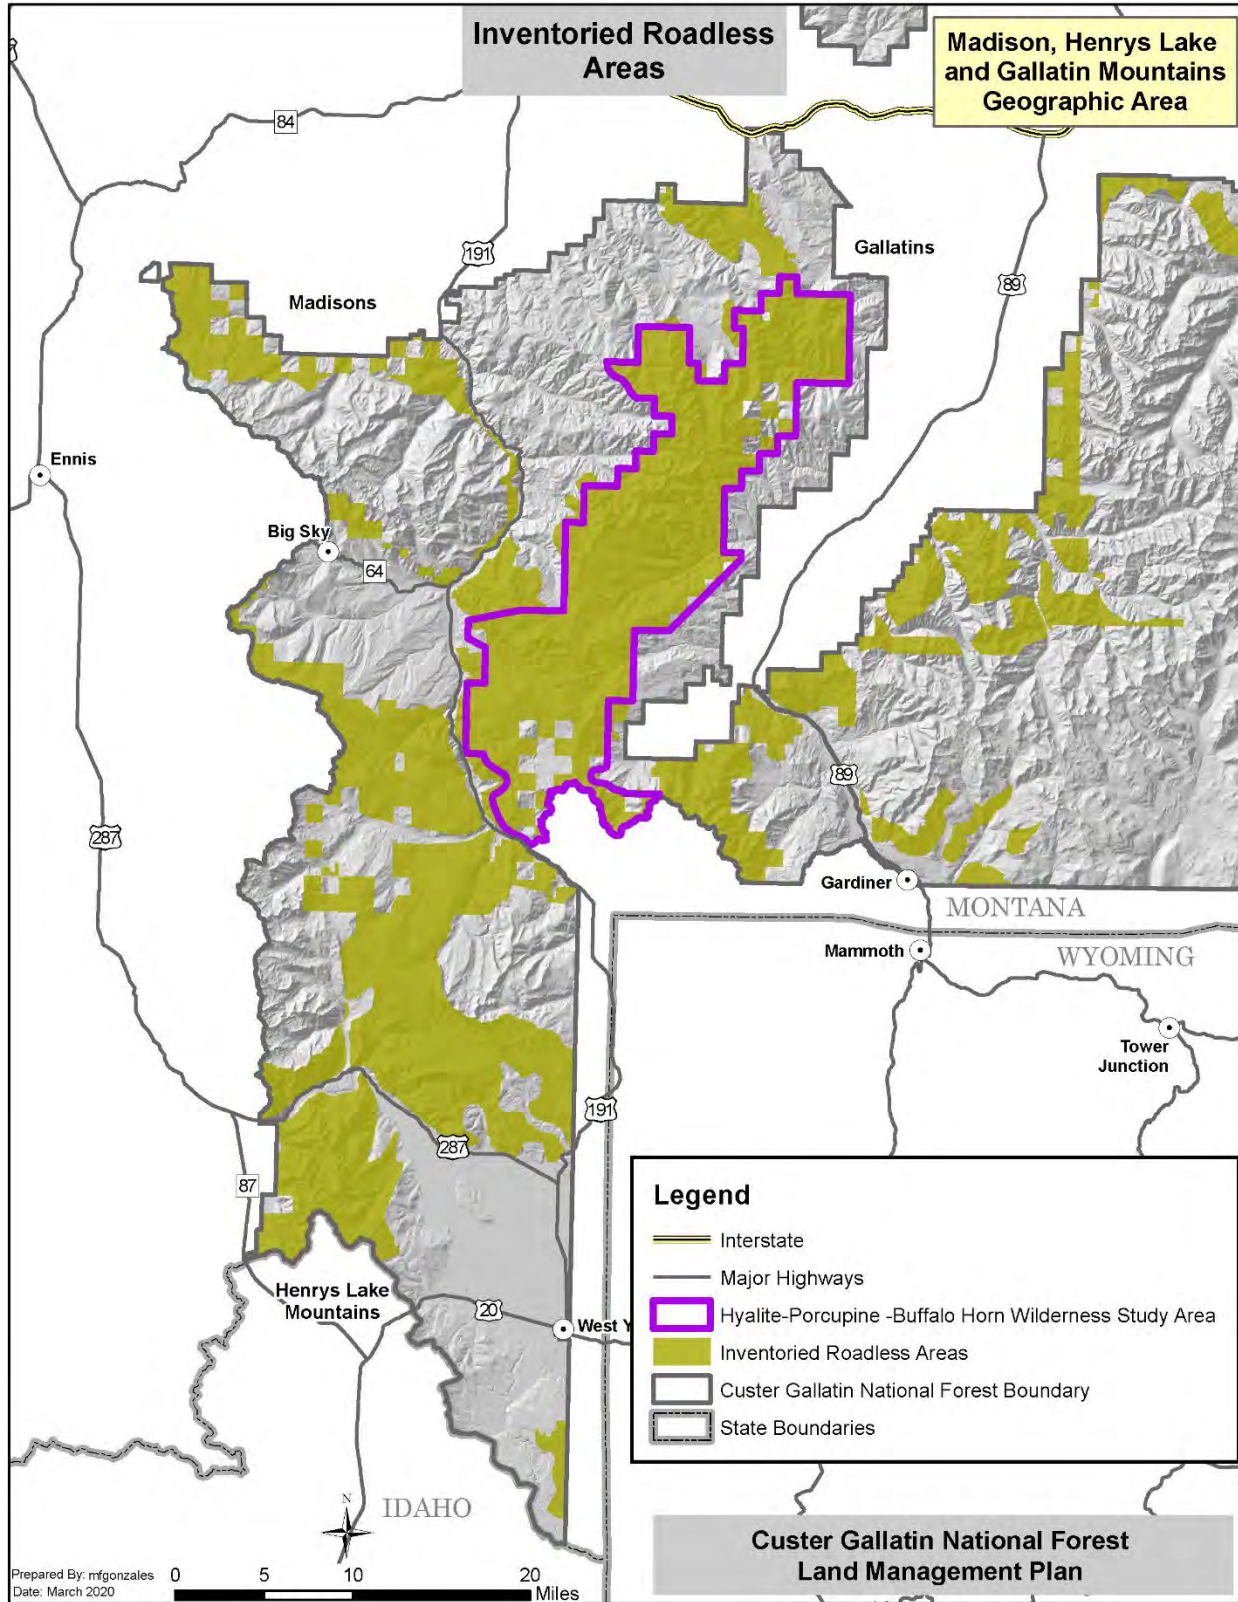 Inventoried Roadless
Areas
Madison, Henrys Lake
and Gallatin Mountains
Geographic Area
84
191
Gallatins
89
Madisons
Ennis
Big Sky
64
89
287
Gardiner
MONTANA
Mammoth
WYOMING
Tower
Junction
191
287
87
Henrys Lake
Mountains
20
West Y
Legend
Interstate
Major Highways
Hyalite-Porcupine -Buffalo Horn Wilderness Study Area
Inventoried Roadless Areas
Custer Gallatin National Forest Boundary
State Boundaries
N
IDAHO
Custer Gallatin National Forest
Land Management Plan
Prepared By: mfgonzales
Date: March 2020
0 5 10 20
Miles